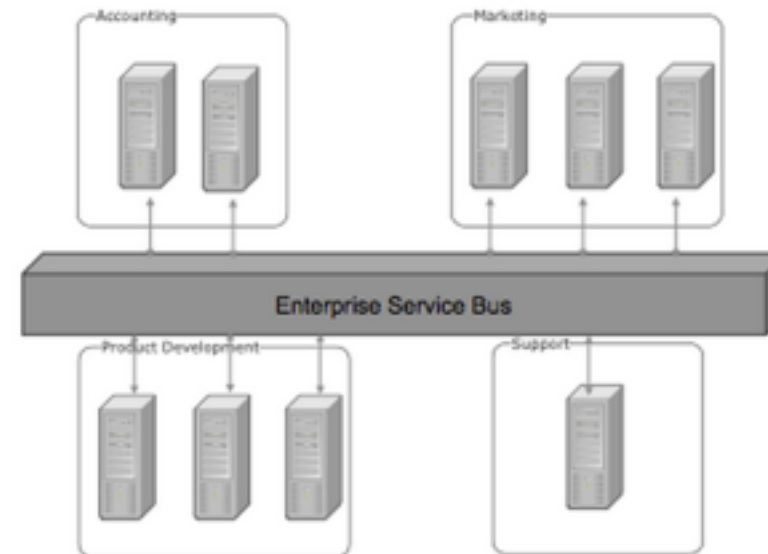 Accounting
Marketing
Enterprise Service Bus
Product Development
Support